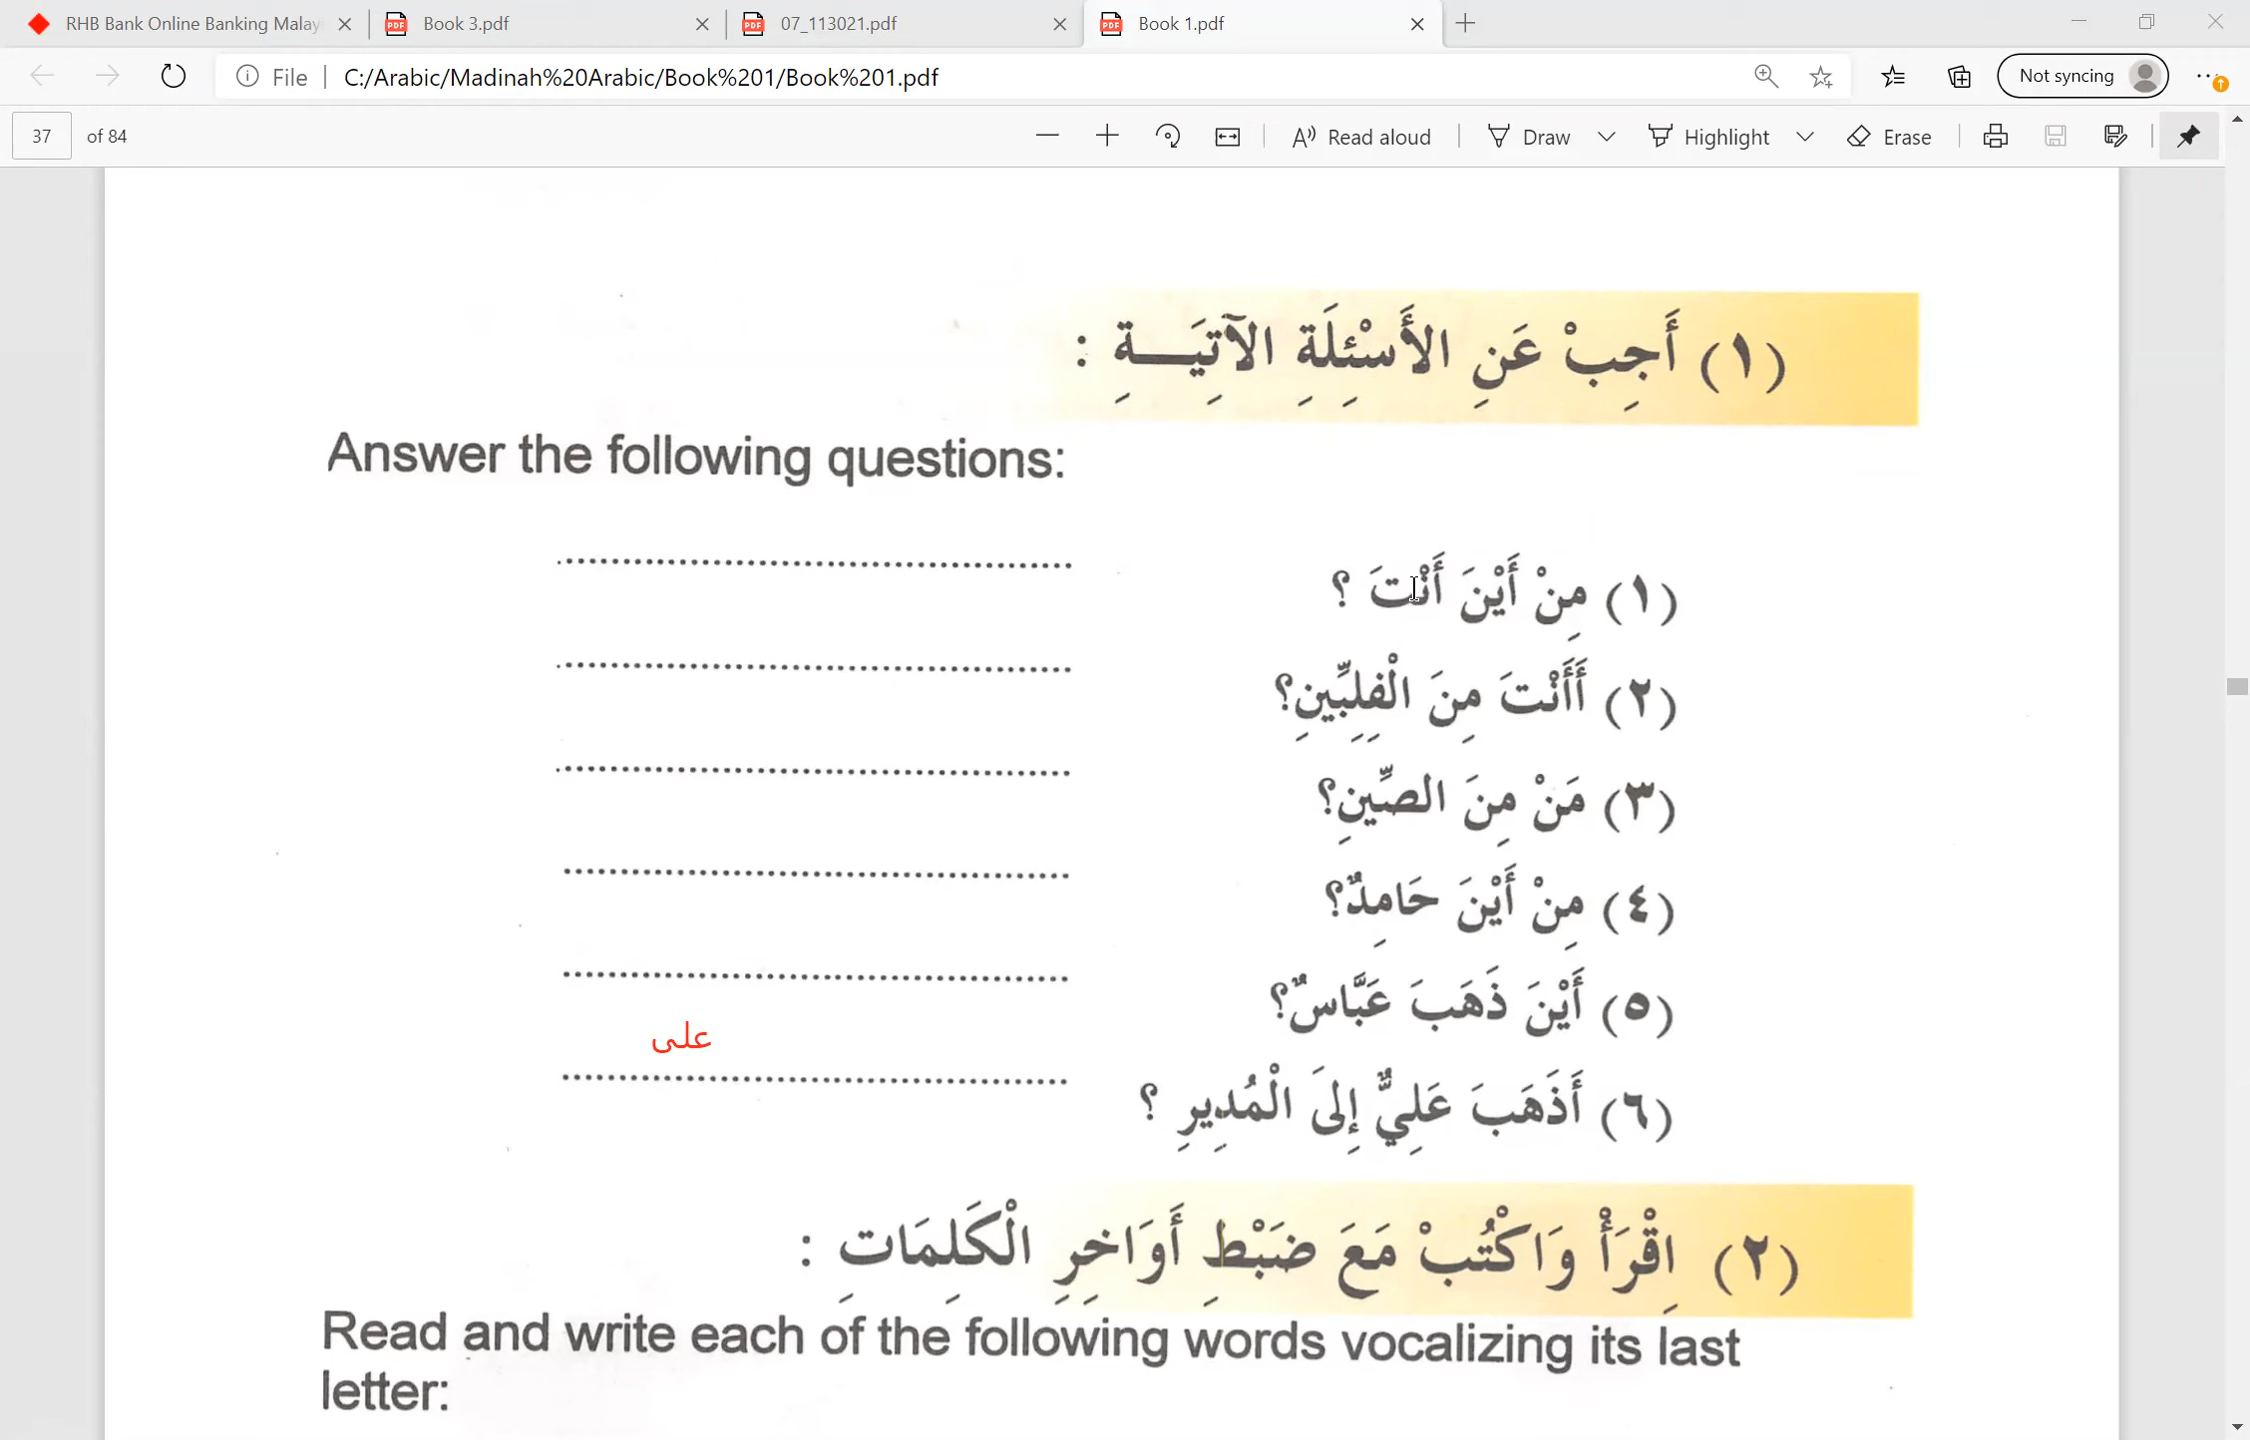 RHB Bank Online Banking Malay
Book 3.pdf
07_113021.pdf
Book 1.pdf
File
C:/Arabic/Madinah%20Arabic/Book%201/Book%201.pdf
Not syncing
37 of 84
Read aloud
Draw
Highlight
Erase
(١) أَجِبْ عَنِ الأَسْئِلَةِ الآتِيَـــةِ :
Answer the following questions:
(١) مِنْ أَيْنَ أَنْتَ ؟
(٢) أَأَنْتَ مِنَ الْفِلِبِّينِ؟
(٣) مَنْ مِنَ الصِّينِ؟
(٤) مِنْ أَيْنَ حَامِدٌ؟
(٥) أَيْنَ ذَهَبَ عَبَّاسٌ؟
على
(٦) أَذَهَبَ عَلِيٌّ إِلىَ الْمُدِيرِ ؟
(٢) اِقْرَأْ وَاكْتُبْ مَعَ ضَبْطِ أَوَاخِرِ الْكَلِمَاتِ :
Read and write each of the following words vocalizing its last
letter: